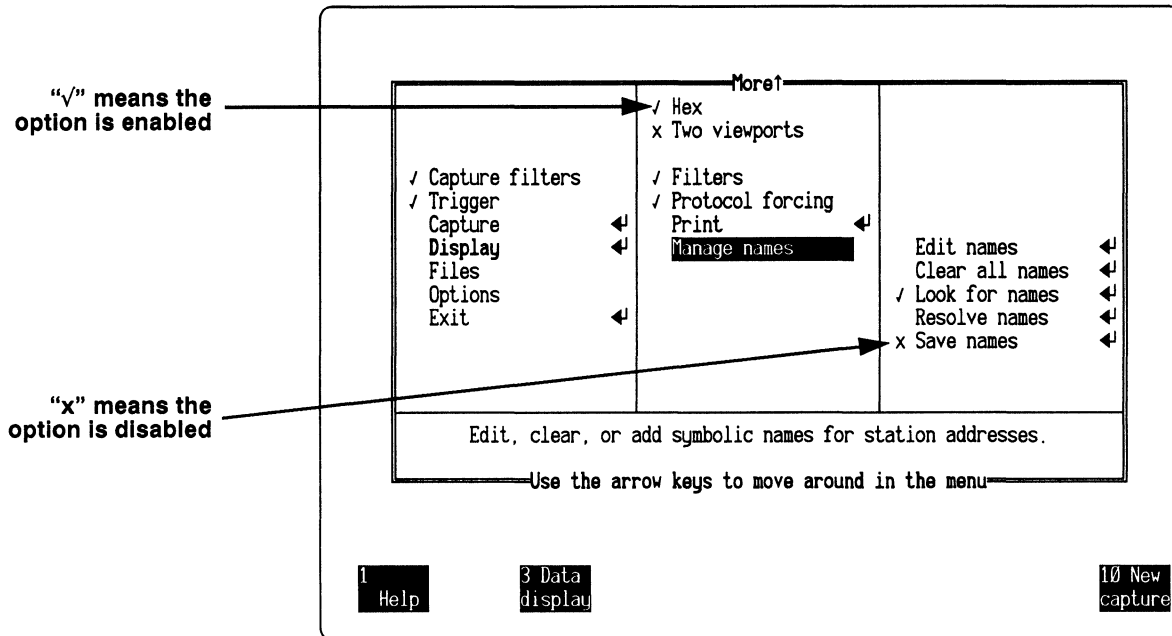 “√” means the
option is enabled
“x” means the
option is disabled
More↑
√ Capture filters
√ Trigger
Capture ↲
Display ↲
Files
Options
Exit ↲
√ Hex
x Two viewports
√ Filters
√ Protocol forcing
Print ↲
Manage names
Edit names ↲
Clear all names ↲
√ Look for names ↲
Resolve names ↲
x Save names ↲
Edit, clear, or add symbolic names for station addresses.
Use the arrow keys to move around in the menu
1
Help
3 Data
display
10 New
capture